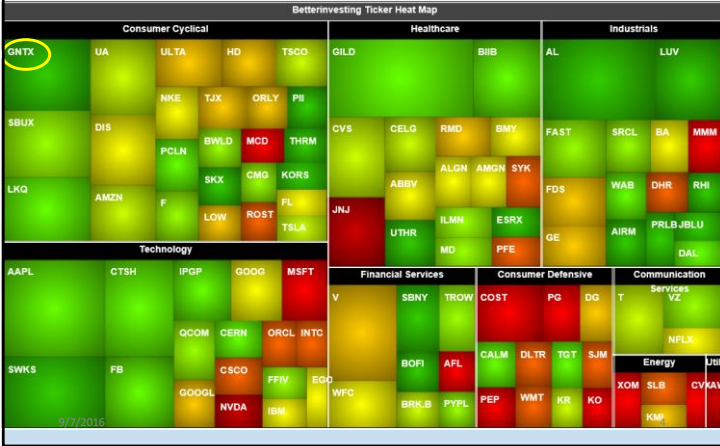 Betterinvesting Ticker Heat Map
Consumer Cyclical
GNTX UA ULTA HD TSCO
NKE TJX ORLY PII
SBUX DIS PCLN BWLD MCD THRM
LKQ AMZN SKX CMG KORS
F LOW ROST FL
TSLA
Healthcare
GILD BIIB
CVS CELG RMD BMY
ABBV ALGN AMGN SYK
JNJ UTHR ILMN ESRX
MD PFE
Industrials
AL LUV
FAST SRCL BA MMM
FDS WAB DHR RHI
GE AIRM PRLB JBLU
DAL
Technology
AAPL CTSH IPGP GOOG MSFT
QCOM CERN ORCL INTC
SWKS FB CSCO FFIV EGO
GOOGL NVDA IBM
Financial Services
V SBNY TROW
BOFI AFL
WFC BRK.B PYPL
Consumer Defensive
COST PG DG
CALM DLTR TGT SJM
PEP WMT KR KO
Communication
Services
T VZ
NFLX
Energy
XOM SLB CVX
KMI
Util
9/7/2016